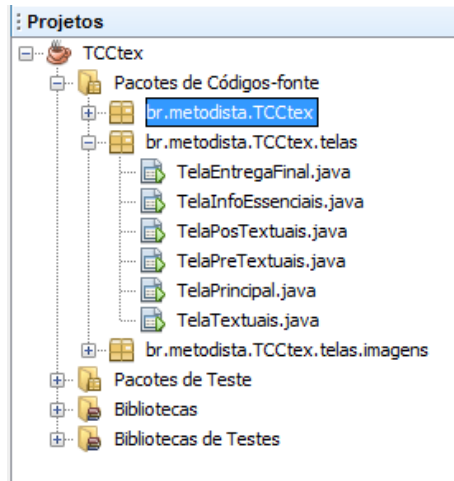 Projetos
TCCtex
Pacotes de Códigos-fonte
br.metodista.TCCtex
br.metodista.TCCtex.telas
TelaEntregaFinal.java
TelaInfoEssenciais.java
TelaPosTextuais.java
TelaPreTextuais.java
TelaPrincipal.java
TelaTextuais.java
br.metodista.TCCtex.telas.imagens
Pacotes de Teste
Bibliotecas
Bibliotecas de Testes